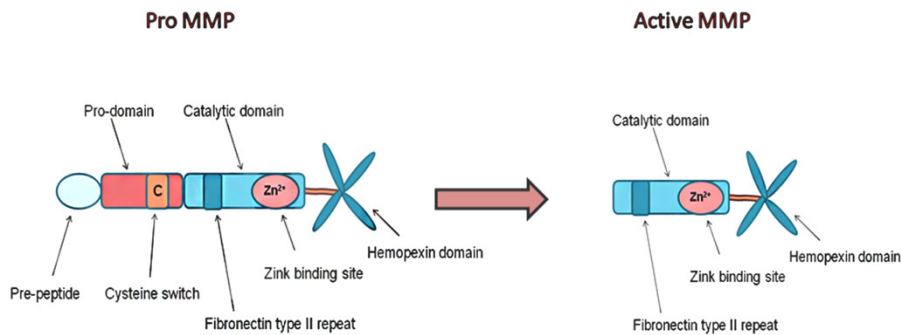 Pro MMP
Active MMP
Pro-domain
Catalytic domain
Catalytic domain
C
Zn2+
Zn2+
Hemopexin domain
Hemopexin domain
Zink binding site
Zink binding site
Pre-peptide
Cysteine switch
Fibronectin type II repeat
Fibronectin type II repeat